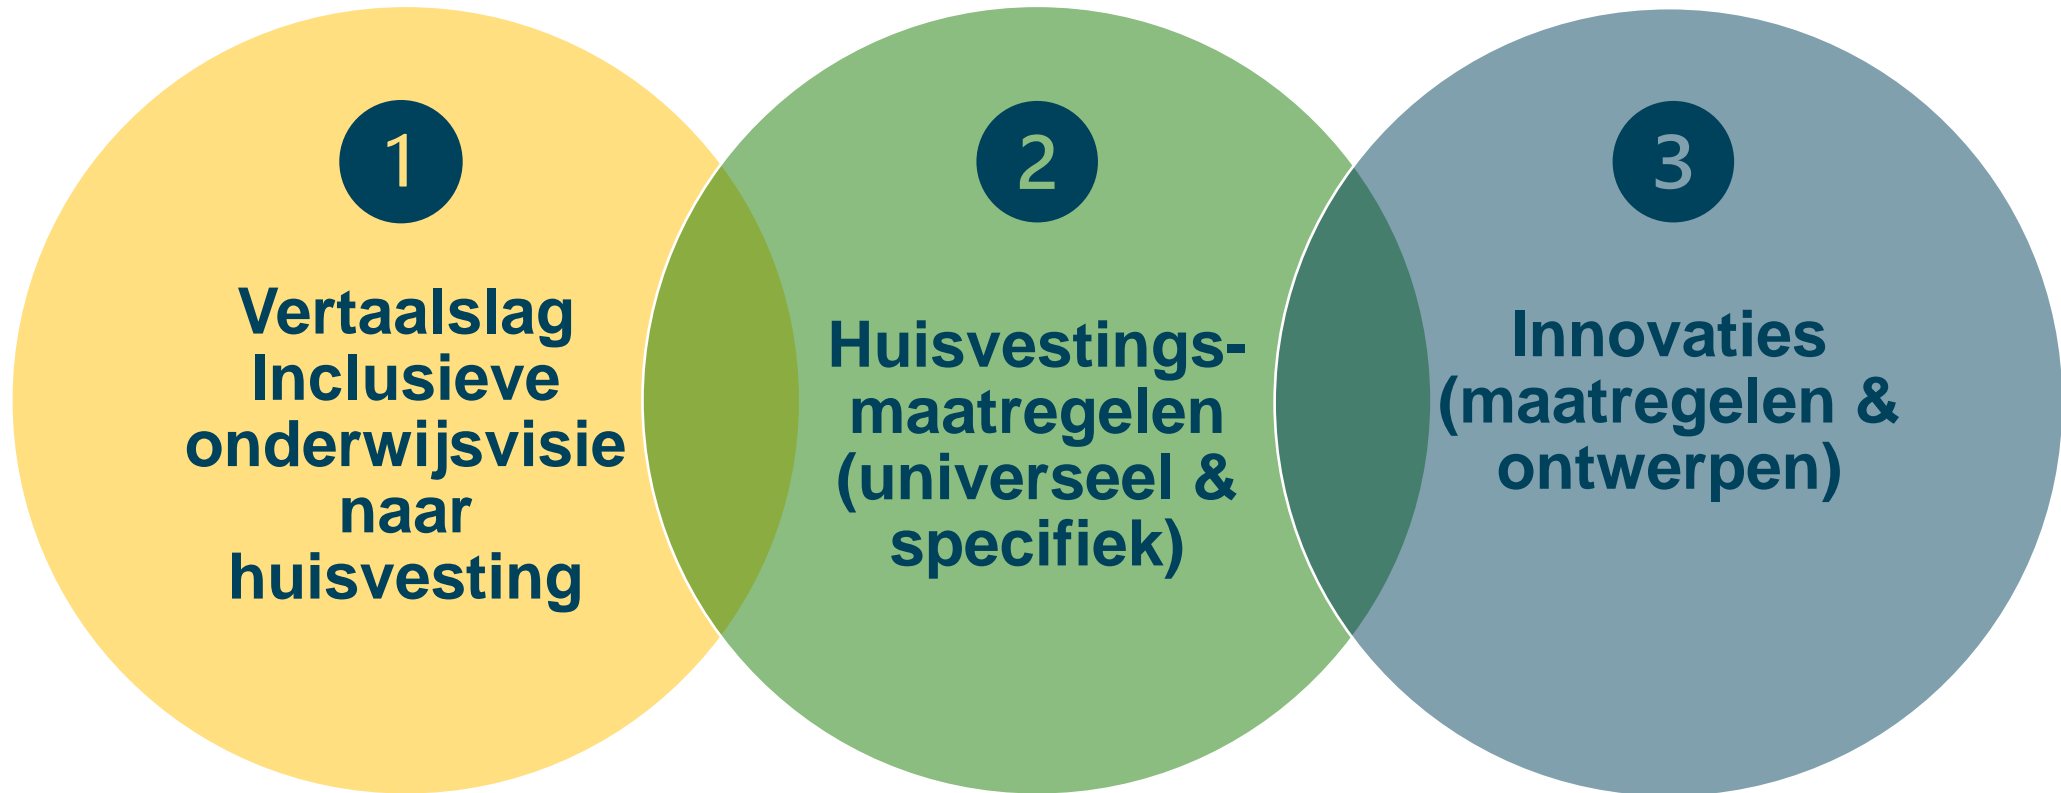 1
Vertaalslag
Inclusieve
onderwijsvisie
naar
huisvesting
2
Huisvestings-
maatregelen
(universeel &
specifiek)
3
Innovaties
(maatregelen &
ontwerpen)